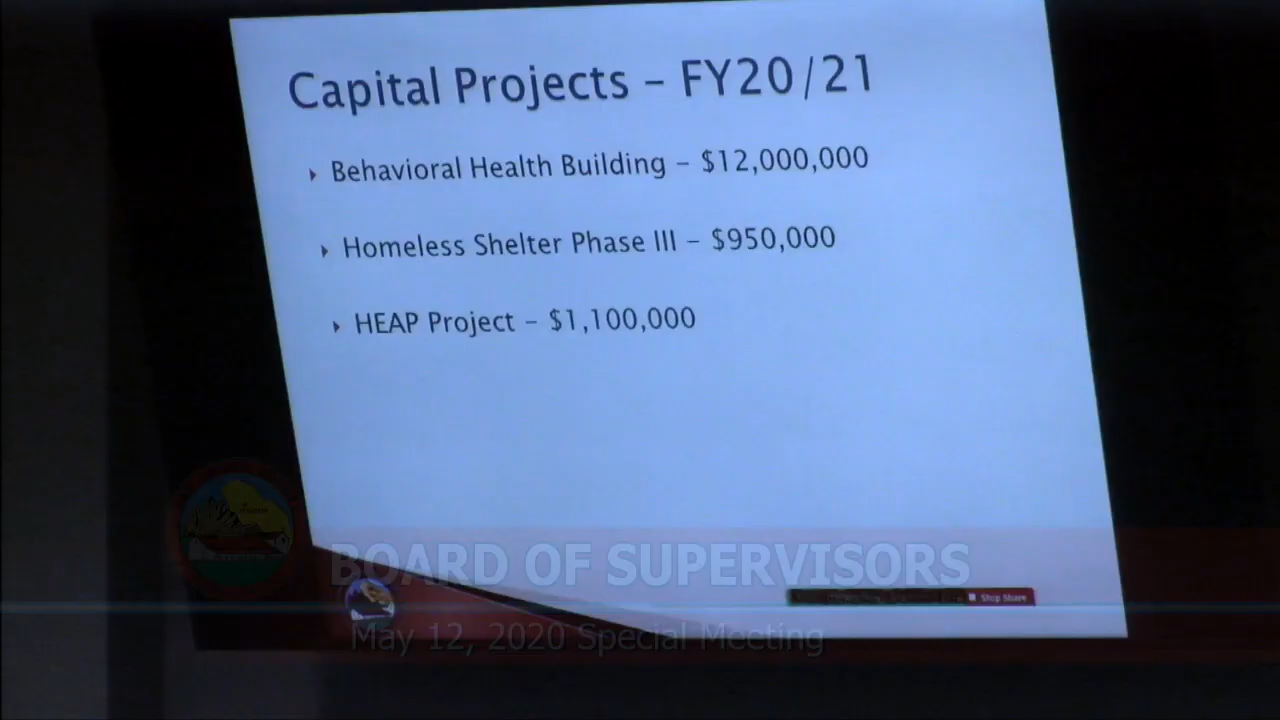 Capital Projects – FY20/21
Behavioral Health Building – $12,000,000
Homeless Shelter Phase III – $950,000
HEAP Project – $1,100,000
BOARD OF SUPERVISORS
Stop Share
May 12, 2020 Special Meeting